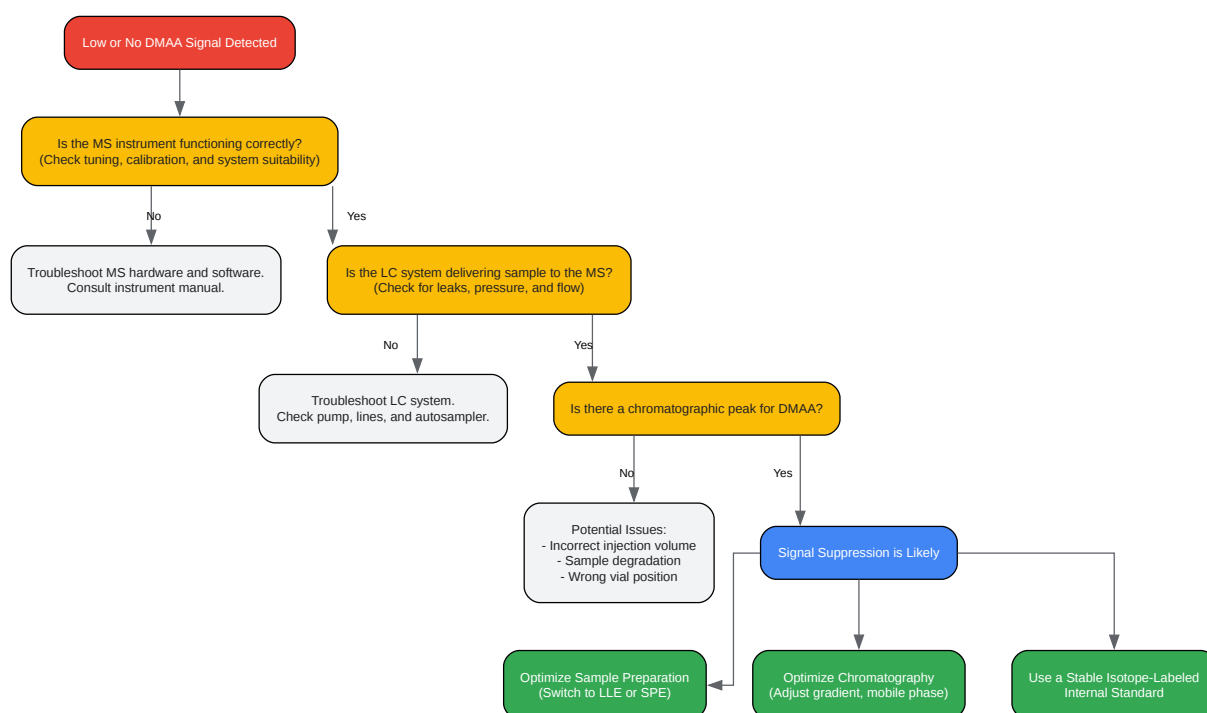 Low or No DMAA Signal Detected
Is the MS instrument functioning correctly?
(Check tuning, calibration, and system suitability)
No
Yes
Troubleshoot MS hardware and software.
Consult instrument manual.
Is the LC system delivering sample to the MS?
(Check for leaks, pressure, and flow)
No
Yes
Troubleshoot LC system.
Check pump, lines, and autosampler.
Is there a chromatographic peak for DMAA?
No
Yes
Potential Issues:
- Incorrect injection volume
- Sample degradation
- Wrong vial position
Signal Suppression is Likely
Optimize Sample Preparation
(Switch to LLE or SPE)
Optimize Chromatography
(Adjust gradient, mobile phase)
Use a Stable Isotope-Labeled
Internal Standard